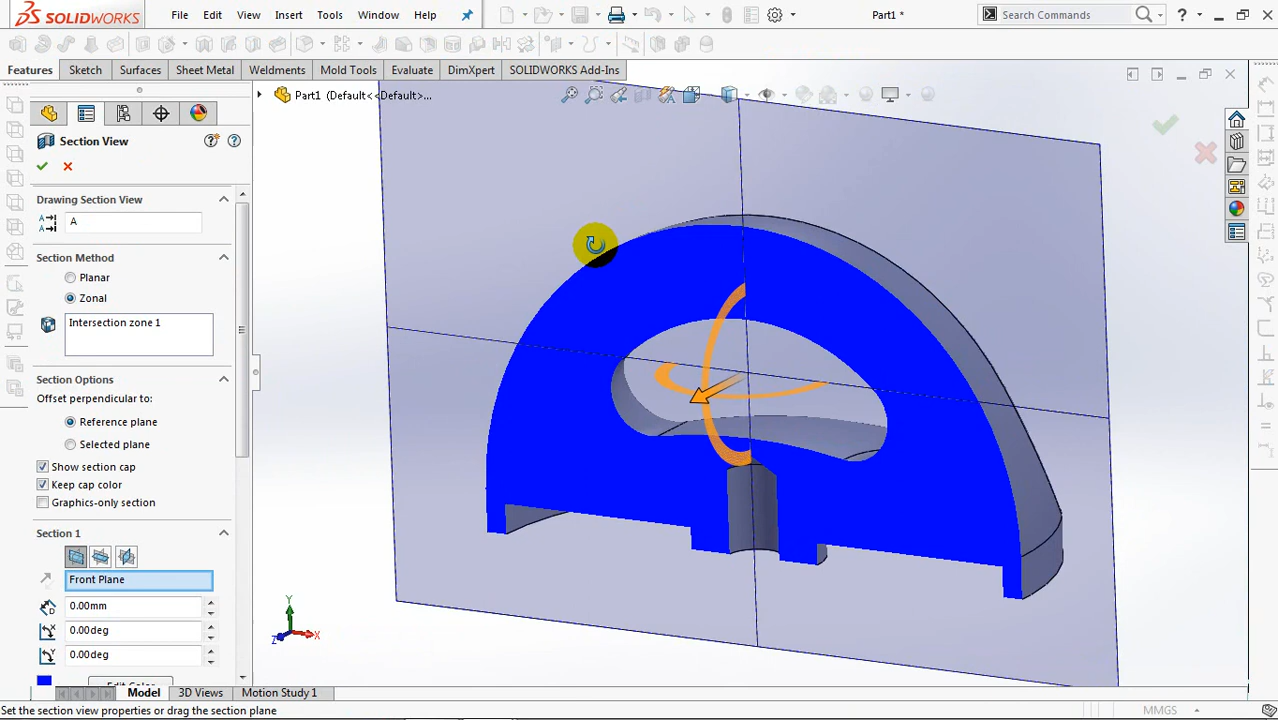 SOLIDWORKS File Edit View Insert Tools Window Help Part1 * Search Commands ?
Features Sketch Surfaces Sheet Metal Weldments Mold Tools Evaluate DimXpert SOLIDWORKS Add-Ins
Part1 (Default<<Default>...
Section View
Drawing Section View
A
Section Method
Planar
Zonal
Intersection zone 1
Section Options
Offset perpendicular to:
Reference plane
Selected plane
Show section cap
Keep cap color
Graphics-only section
Section 1
Front Plane
0.00mm
0.00deg
0.00deg
Edit Color
Y
X
Z
Model 3D Views Motion Study 1
Set the section view properties or drag the section plane MMGS